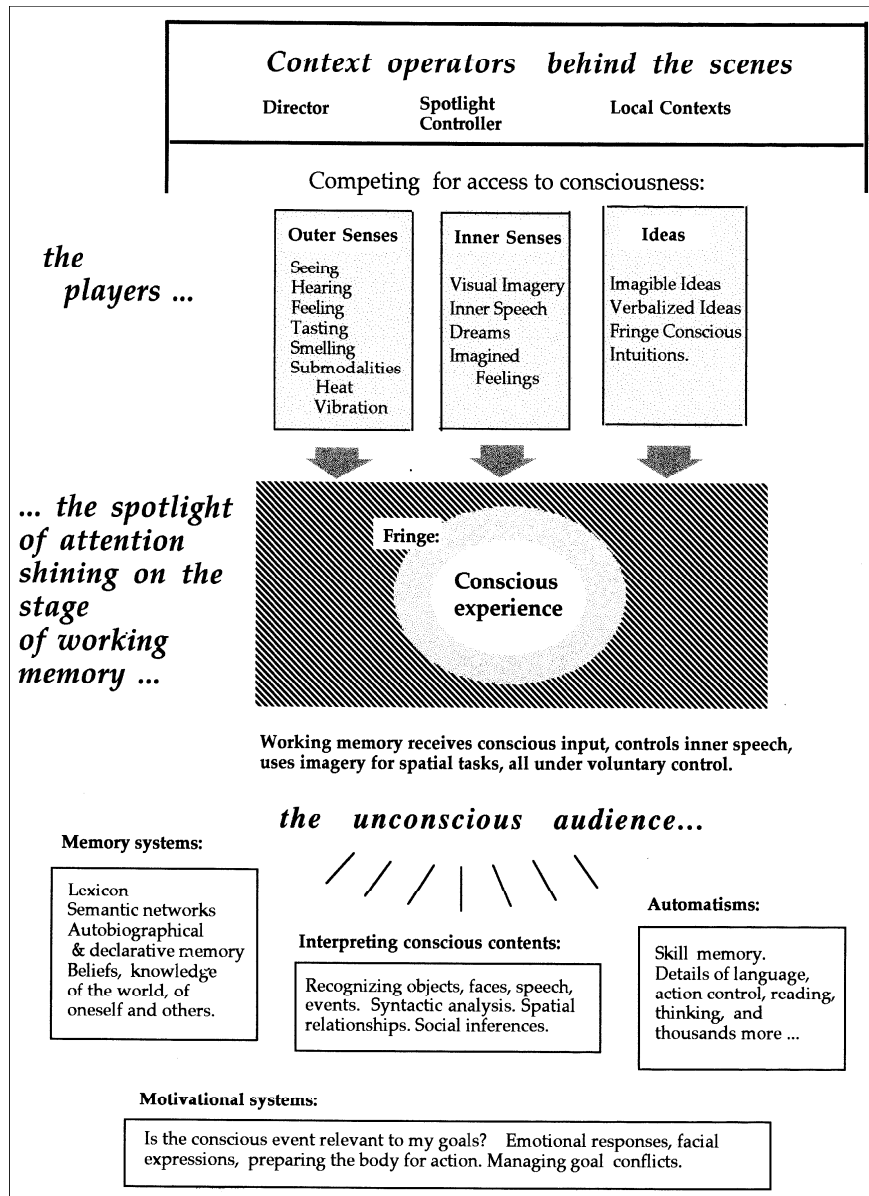 Context operators behind the scenes
Director
Spotlight
Controller
Local Contexts
Competing for access to consciousness:
the
players ...
Outer Senses
Seeing
Hearing
Feeling
Tasting
Smelling
Submodalities
Heat
Vibration
Inner Senses
Visual Imagery
Inner Speech
Dreams
Imagined
Feelings
Ideas
Imagible Ideas
Verbalized Ideas
Fringe Conscious
Intuitions.
... the spotlight
of attention
shining on the
stage
of working
memory ...
Fringe:
Conscious
experience
Working memory receives conscious input, controls inner speech,
uses imagery for spatial tasks, all under voluntary control.
the unconscious audience...
Memory systems:
Lexicon
Semantic networks
Autobiographical
& declarative memory
Beliefs, knowledge
of the world, of
oneself and others.
Interpreting conscious contents:
Recognizing objects, faces, speech,
events. Syntactic analysis. Spatial
relationships. Social inferences.
Automatisms:
Skill memory.
Details of language,
action control, reading,
thinking, and
thousands more ...
Motivational systems:
Is the conscious event relevant to my goals? Emotional responses, facial
expressions, preparing the body for action. Managing goal conflicts.